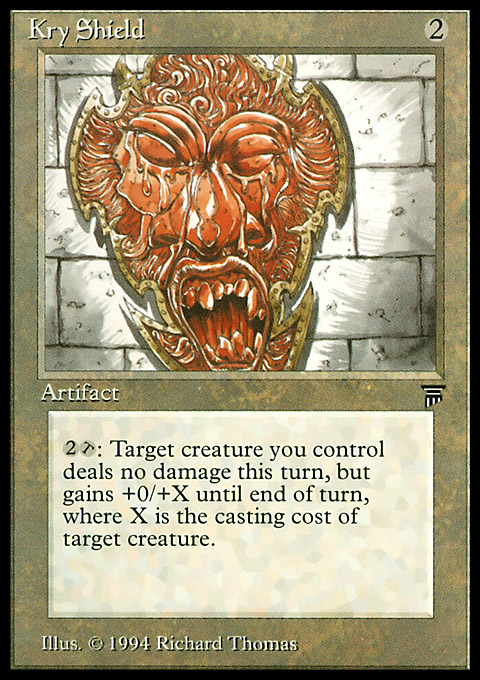 Kry Shield 2
Artifact
2: Target creature you control
deals no damage this turn, but
gains +0/+X until end of turn,
where X is the casting cost of
target creature.
Illus. © 1994 Richard Thomas